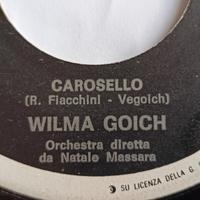 CAROSELLO
(R. Fiacchini - Vegoich)
WILMA GOICH
Orchestra diretta
da Natale Massara
SU LICENZA DELLA G